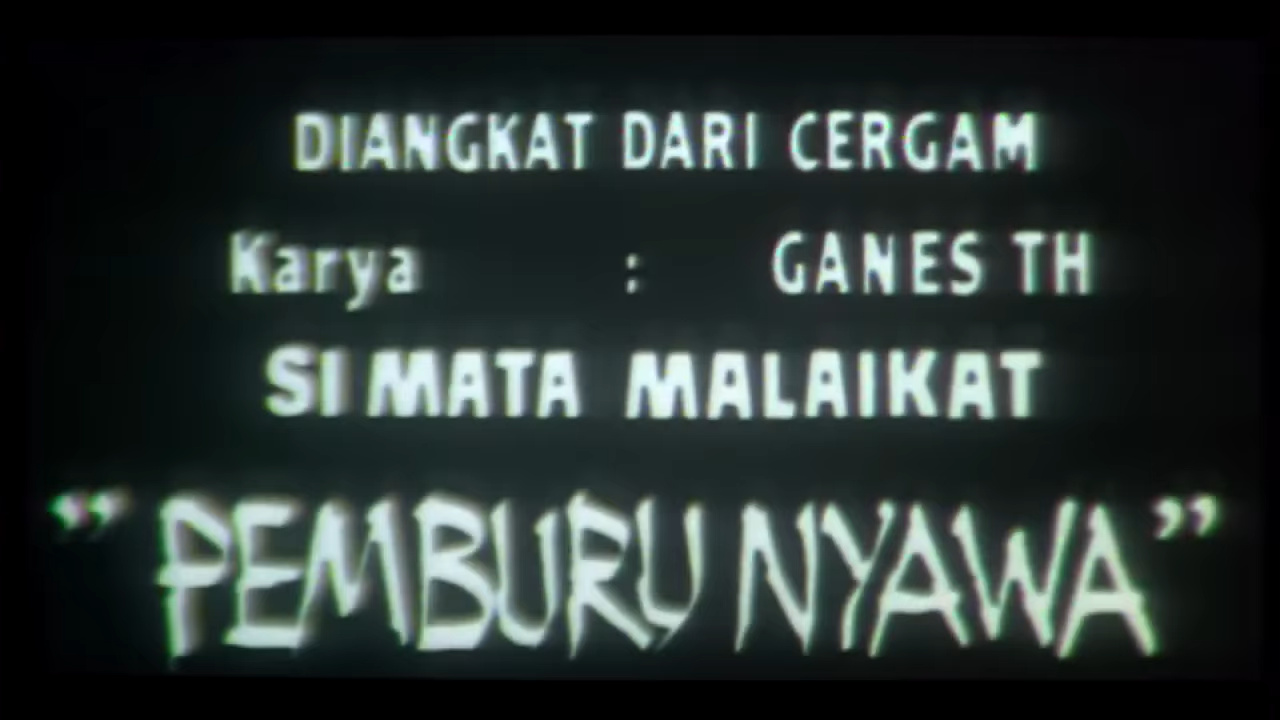 DIANGKAT DARI CERGAM
Karya : GANES TH
SI MATA MALAIKAT
" PEMBURU NYAWA "